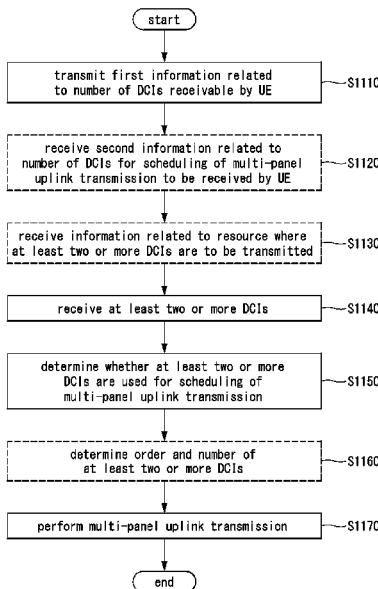 start
transmit first information related
to number of DCIs receivable by UE
S1110
receive second information related to
number of DCIs for scheduling of multi-panel
uplink transmission to be received by UE
S1120
receive information related to resource where
at least two or more DCIs are to be transmitted
S1130
receive at least two or more DCIs
S1140
determine whether at least two or more
DCIs are used for scheduling of
multi-panel uplink transmission
S1150
determine order and number of
at least two or more DCIs
S1160
perform multi-panel uplink transmission
S1170
end